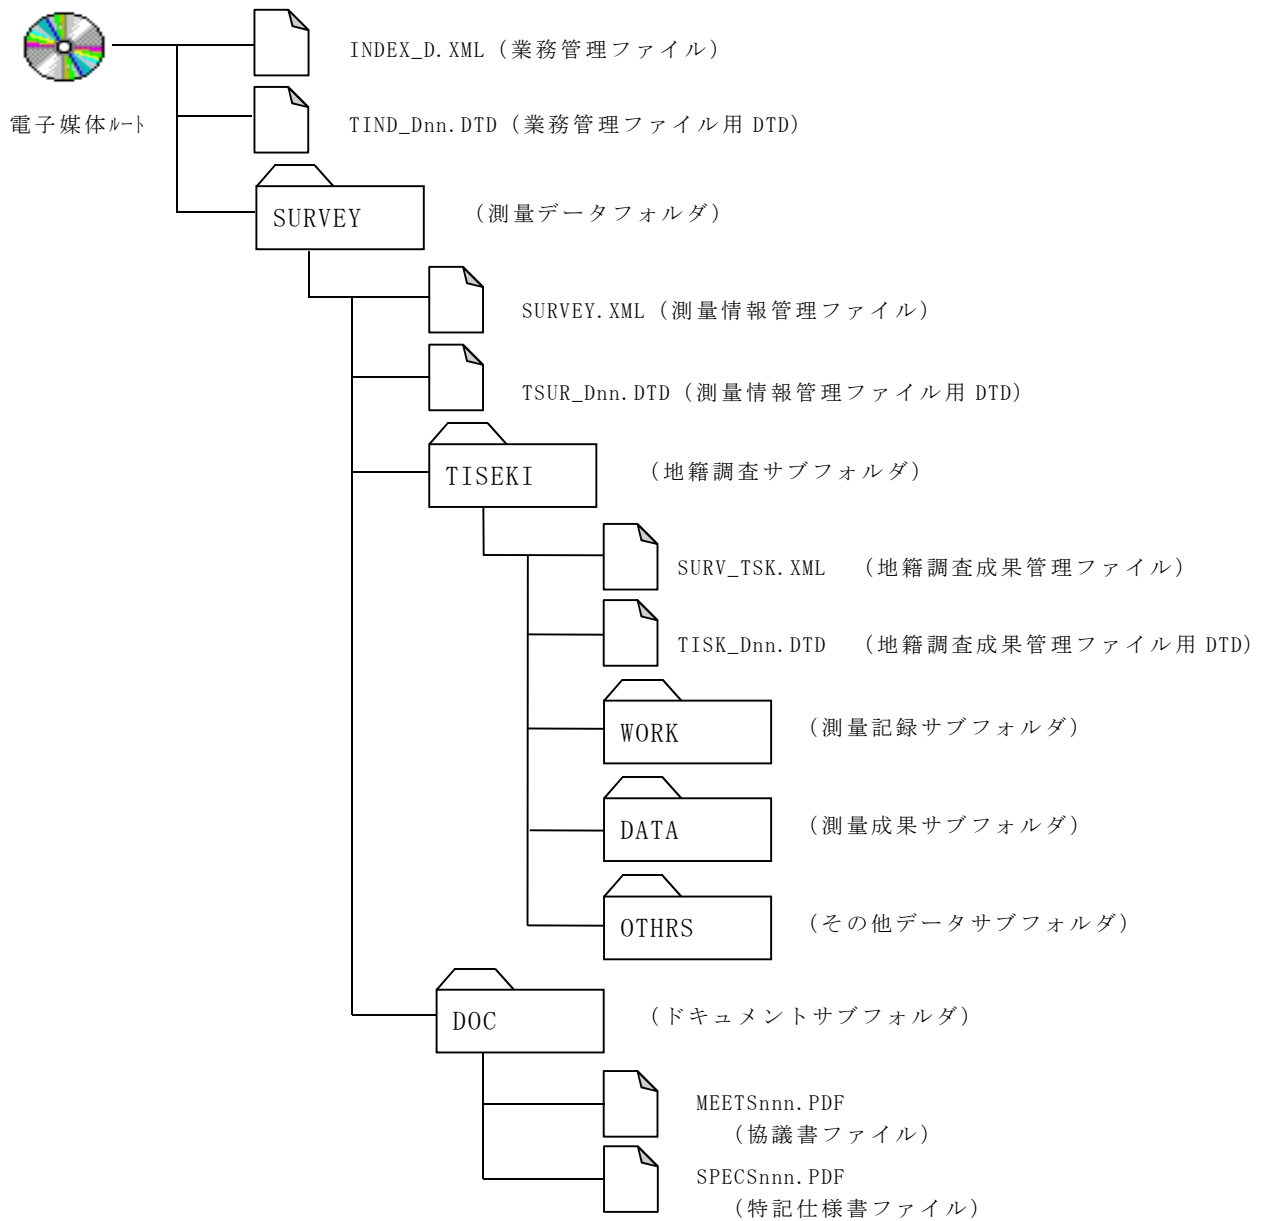 INDEX_D.XML（業務管理ファイル）
電子媒体ﾙｰﾄ
TIND_Dnn.DTD（業務管理ファイル用 DTD）
SURVEY （測量データフォルダ）
SURVEY.XML（測量情報管理ファイル）
TSUR_Dnn.DTD（測量情報管理ファイル用 DTD）
TISEKI （地籍調査サブフォルダ）
SURV_TSK.XML （地籍調査成果管理ファイル）
TISK_Dnn.DTD （地籍調査成果管理ファイル用 DTD）
WORK （測量記録サブフォルダ）
DATA （測量成果サブフォルダ）
OTHRS （その他データサブフォルダ）
DOC （ドキュメントサブフォルダ）
MEETSnnn.PDF
（協議書ファイル）
SPECSnnn.PDF
（特記仕様書ファイル）